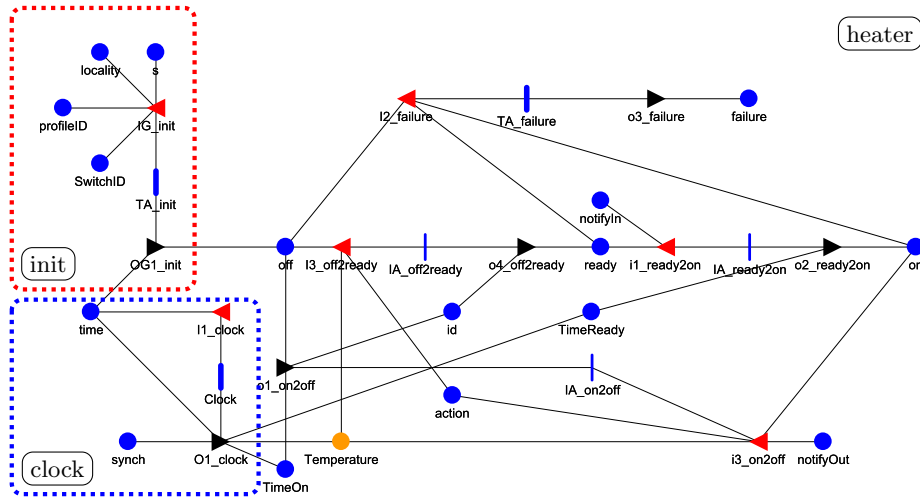 heater
locality
s
profileID
IG_init
I2_failure
TA_failure
o3_failure
failure
SwitchID
TA_init
notifyIn
init
OG1_init
off
I3_off2ready
IA_off2ready
o4_off2ready
ready
i1_ready2on
IA_ready2on
o2_ready2on
time
I1_clock
id
TimeReady
Clock
o1_on2off
IA_on2off
action
clock
synch
O1_clock
Temperature
i3_on2off
notifyOut
TimeOn